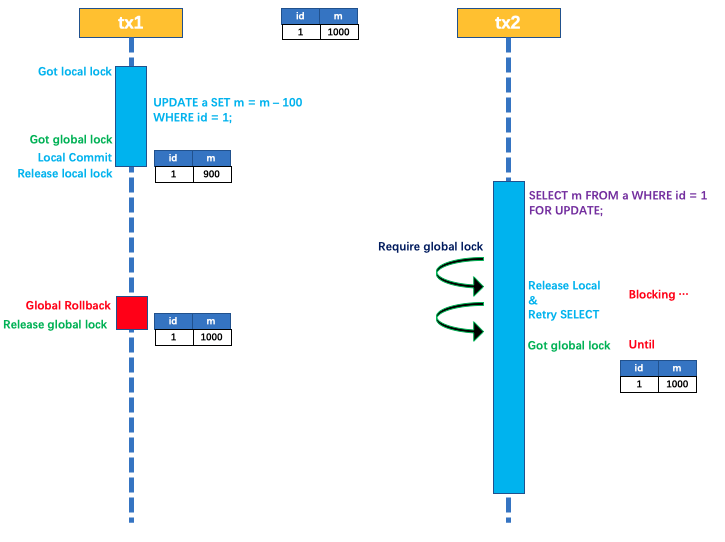 tx1
id m
1 1000
tx2
Got local lock
UPDATE a SET m = m – 100
WHERE id = 1;
Got global lock
Local Commit
Release local lock
id m
1 900
SELECT m FROM a WHERE id = 1
FOR UPDATE;
Require global lock
Release Local
&
Retry SELECT
Blocking ···
Global Rollback
Release global lock
id m
1 1000
Got global lock
Until
id m
1 1000